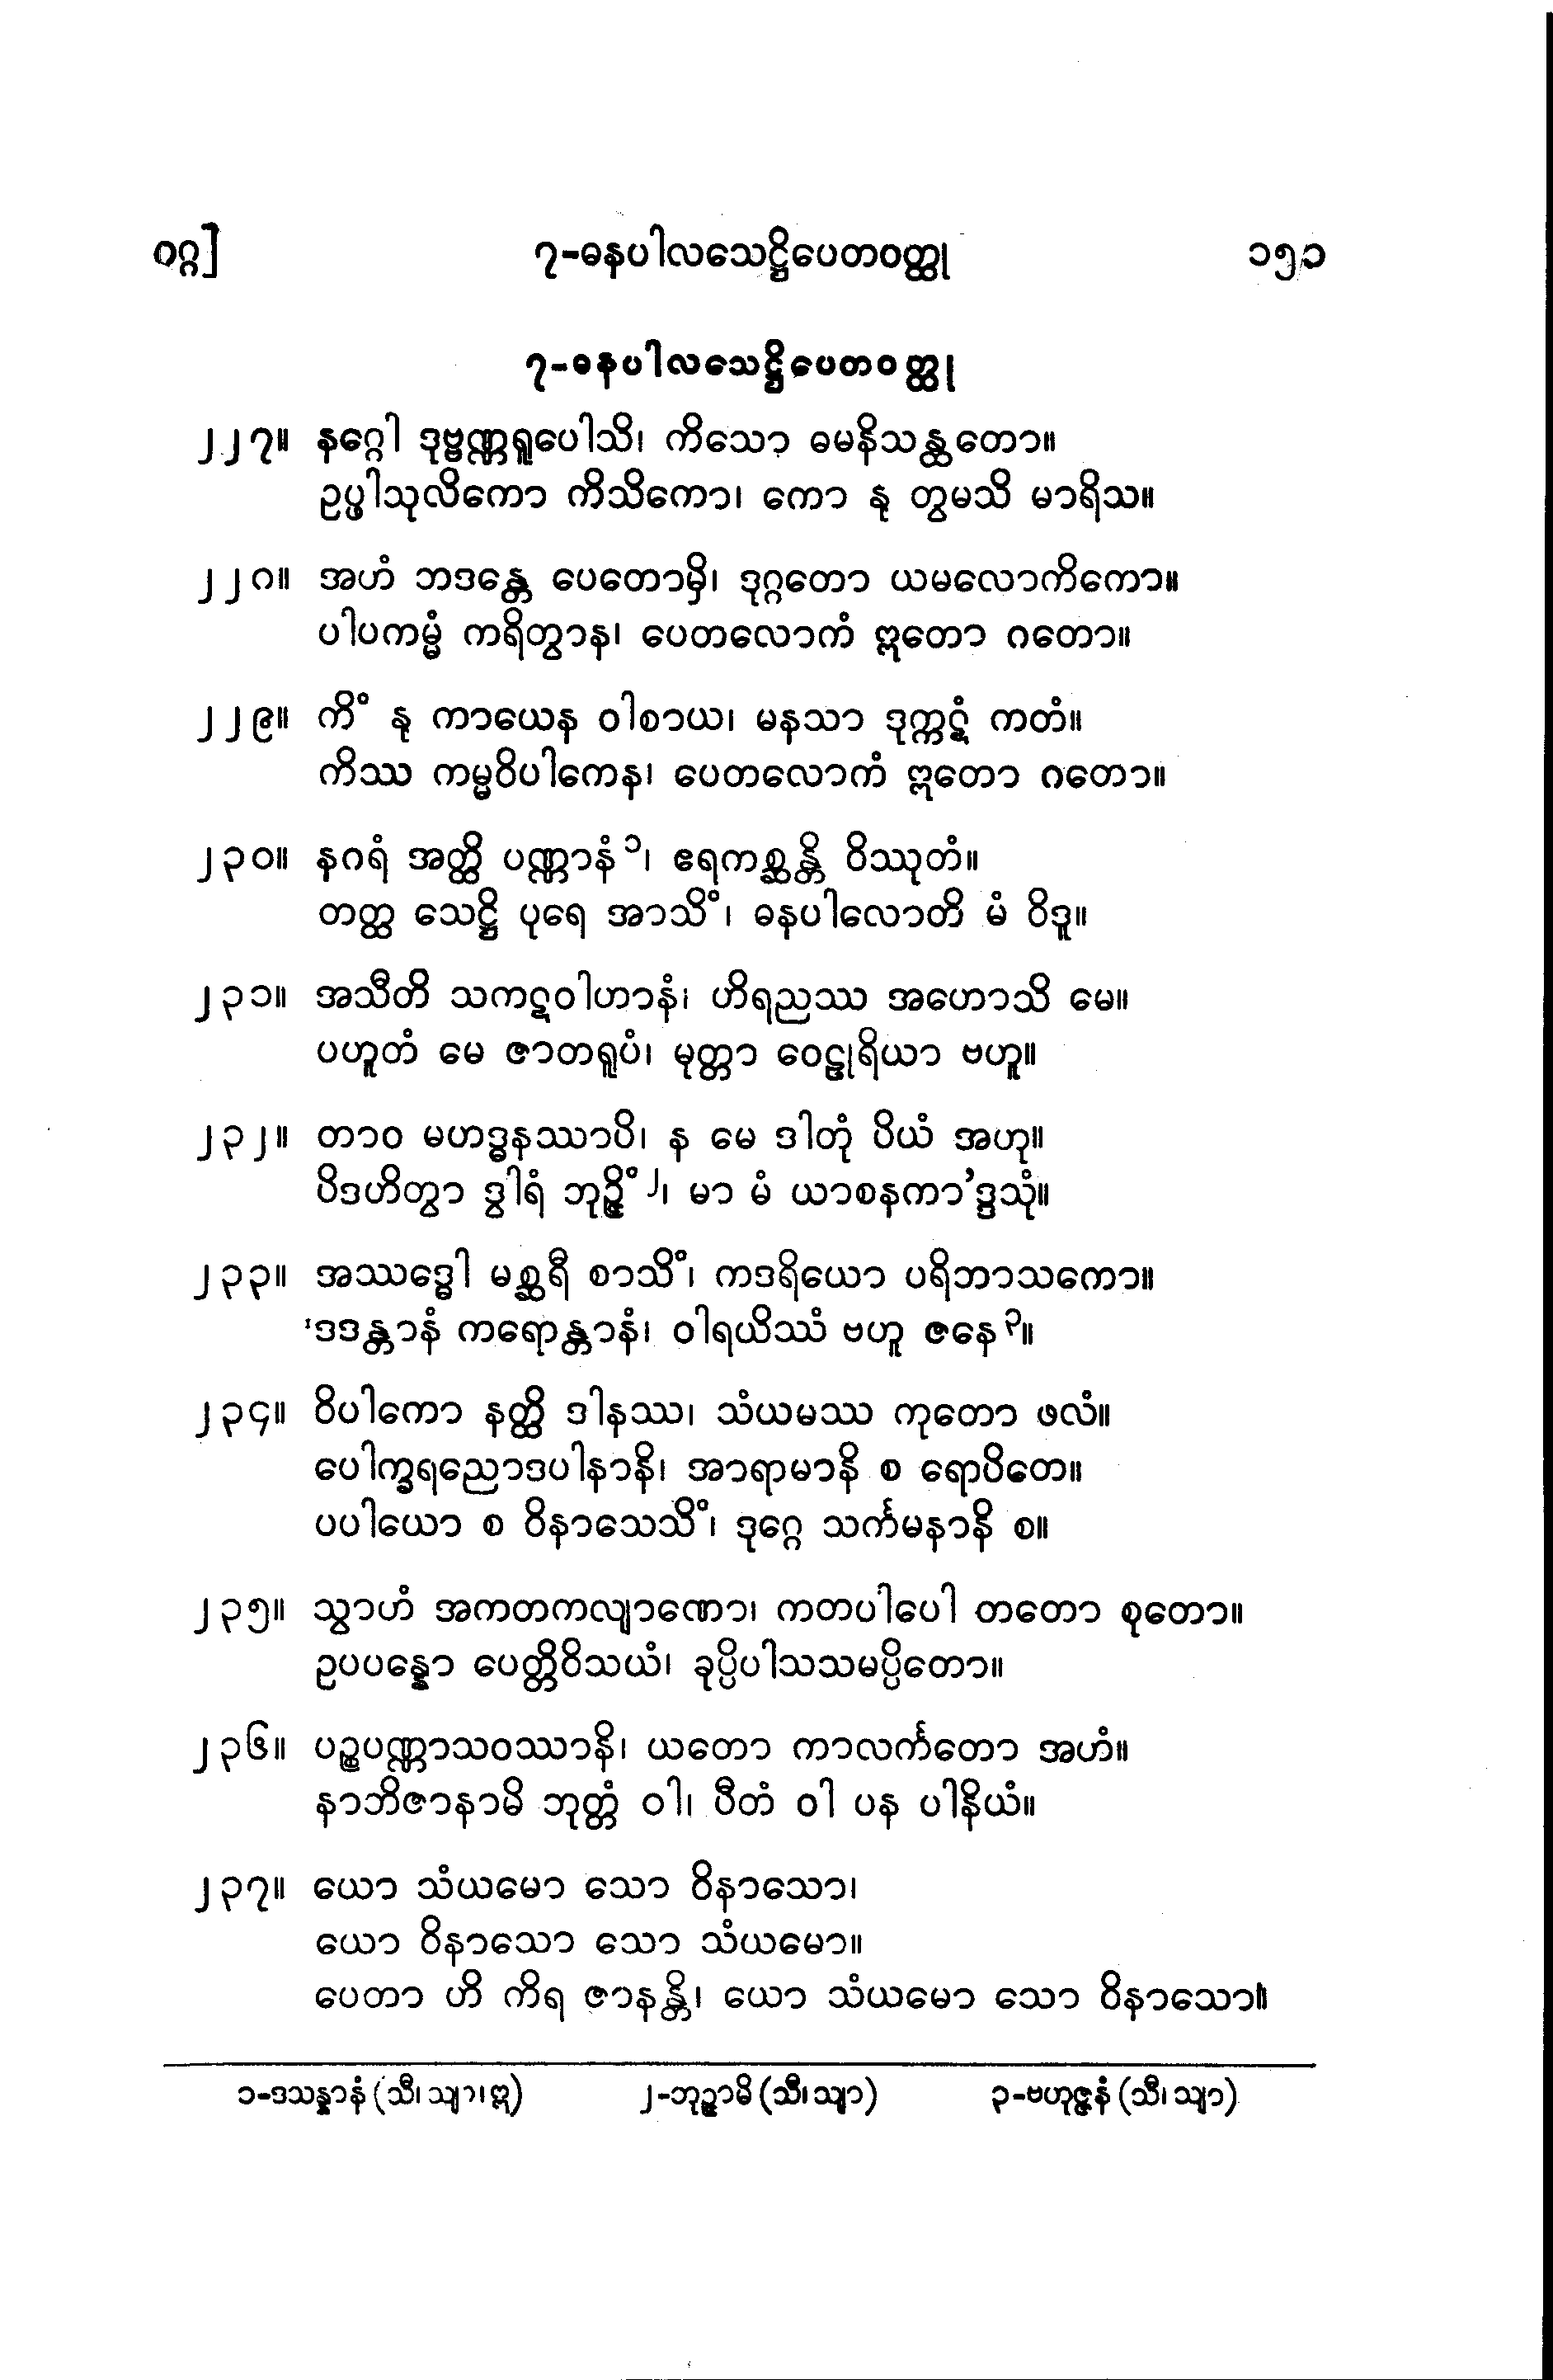 ဝဂ္ဂ] ၇-ဓနပါလသေဋ္ဌိပေတဝတ္ထု ၁၅၁
၇-ဓနပါလသေဋ္ဌိပေတဝတ္ထု
၂၂၇။ နဂ္ဂေါ ဒုဗ္ဗဏ္ဏရူပေါသိ၊ ကိသော ဓမနိသန္ထတော။
ဥပ္ဖါသုလိကော ကိသိကော၊ ကော နု တွမသိ မာရိသ။
၂၂၈။ အဟံ ဘဒန္တေ ပေတောမှိ၊ ဒုဂ္ဂတော ယမလောကိကော။
ပါပကမ္မံ ကရိတွာန၊ ပေတလောကံ ဣတော ဂတော။
၂၂၉။ ကိံ နု ကာယေန ဝါစာယ၊ မနသာ ဒုက္ကဋံ ကတံ။
ကိဿ ကမ္မဝိပါကေန၊ ပေတလောကံ ဣတော ဂတော။
၂၃၀။ နဂရံ အတ္ထိ ပဏ္ဏာနံ ၁၊ ဧရကစ္ဆန္တိ ဝိဿုတံ။
တတ္ထ သေဋ္ဌိ ပုရေ အာသိံ၊ ဓနပါလောတိ မံ ဝိဒူ။
၂၃၁။ အသီတိ သကဋဝါဟာနံ၊ ဟိရညဿ အဟောသိ မေ။
ပဟူတံ မေ ဇာတရူပံ၊ မုတ္တာ ဝေဠုရိယာ ဗဟူ။
၂၃၂။ တာဝ မဟဒ္ဓနဿာပိ၊ န မေ ဒါတုံ ပိယံ အဟု။
ပိဒဟိတွာ ဒွါရံ ဘုဉ္ဇိံ ၂၊ မာ မံ ယာစနကာ’ဒ္ဒသုံ။
၂၃၃။ အဿဒ္ဓေါ မစ္ဆရီ စာသိံ၊ ကဒရိယော ပရိဘာသကော။
‘ဒဒန္တာနံ ကရောန္တာနံ၊ ဝါရယိဿံ ဗဟူ ဇနေ ၃။
၂၃၄။ ဝိပါကော နတ္ထိ ဒါနဿ၊ သံယမဿ ကုတော ဖလံ။
ပေါက္ခရညောဒပါနာနိ၊ အာရာမာနိ စ ရောပိတေ။
ပပါယော စ ဝိနာသေသိံ၊ ဒုဂ္ဂေ သင်္ကမနာနိ စ။
၂၃၅။ သွာဟံ အကတကလျာဏော၊ ကတပါပေါ တတော စုတော။
ဥပပန္နော ပေတ္တိဝိသယံ၊ ခုပ္ပိပါသသမပ္ပိတော။
၂၃၆။ ပဉ္စပဏ္ဏာသဝဿာနိ၊ ယတော ကာလင်္ကတော အဟံ။
နာဘိဇာနာမိ ဘုတ္တံ ဝါ၊ ပီတံ ဝါ ပန ပါနိယံ။
၂၃၇။ ယော သံယမော သော ဝိနာသော၊
ယော ဝိနာသော သော သံယမော။
ပေတာ ဟိ ကိရ ဇာနန္တိ၊ ယော သံယမော သော ဝိနာသော။
၁-ဒသန္နာနံ (သီ၊ သျာ၊ ဣ) ၂-ဘုဉ္ဇာမိ (သီ၊ သျာ) ၃-ဗဟုဇ္ဇနံ (သီ၊ သျာ)